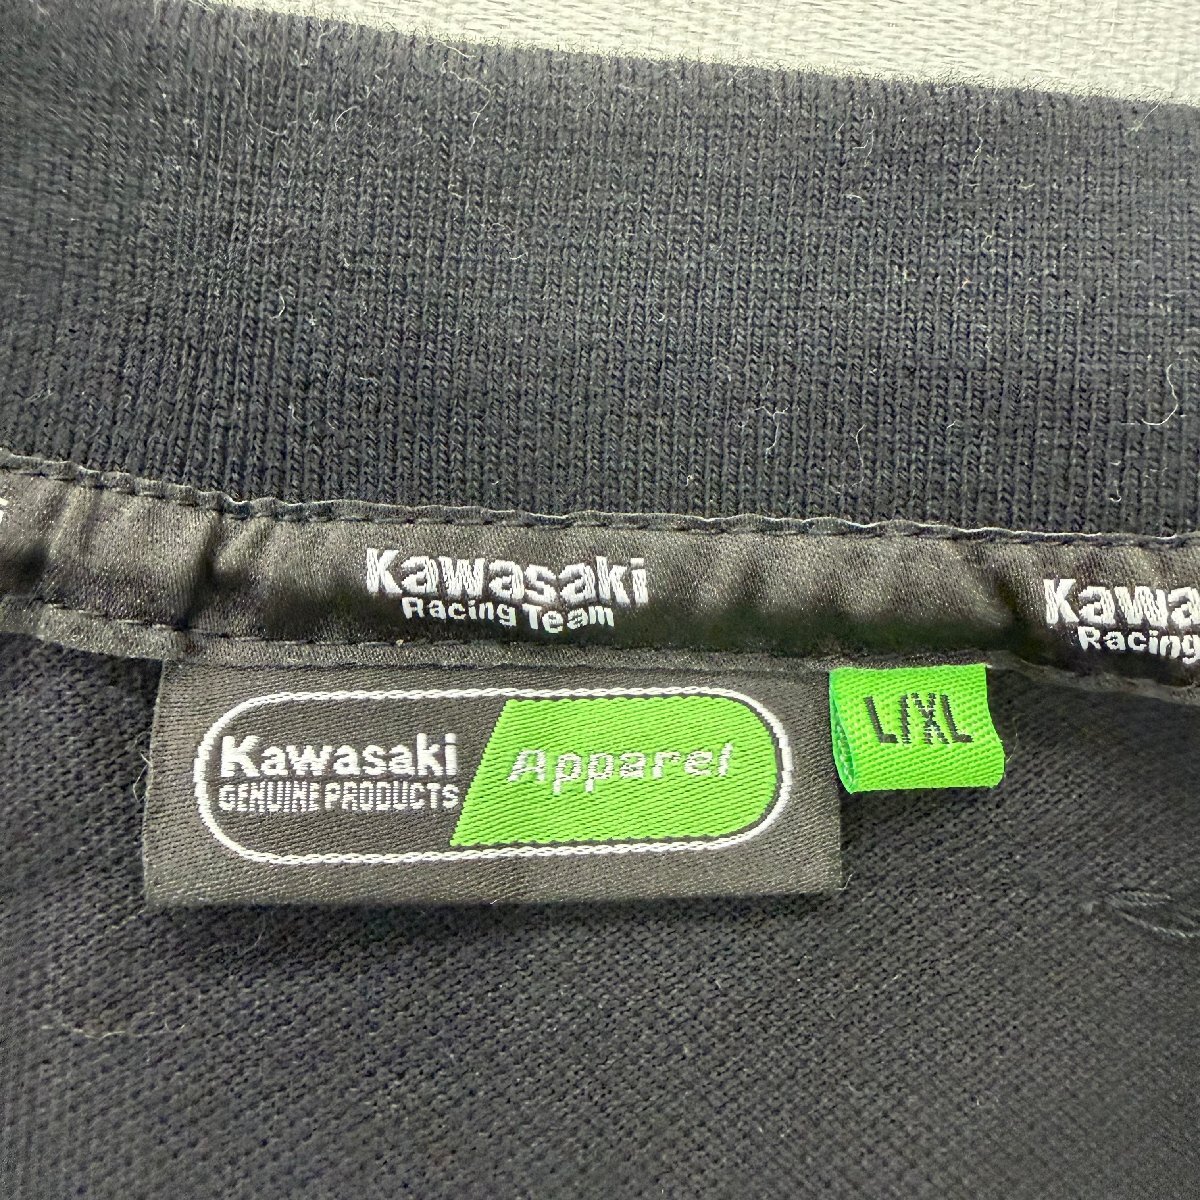 Kawasaki
Racing Team
Kawa
Racing
Kawasaki
GENUINE PRODUCTS
Apparel
L/XL